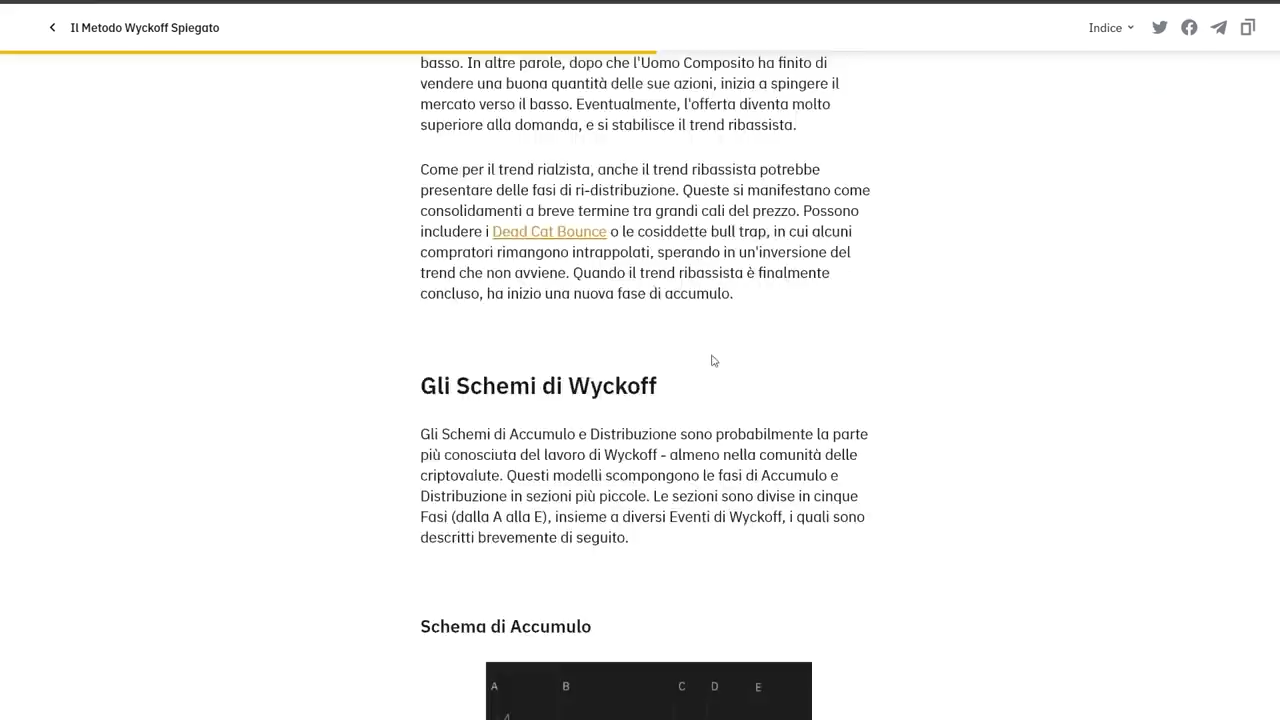 Il Metodo Wyckoff Spiegato
Indice
basso. In altre parole, dopo che l'Uomo Composito ha finito di
vendere una buona quantità delle sue azioni, inizia a spingere il
mercato verso il basso. Eventualmente, l'offerta diventa molto
superiore alla domanda, e si stabilisce il trend ribassista.
Come per il trend rialzista, anche il trend ribassista potrebbe
presentare delle fasi di ri-distribuzione. Queste si manifestano come
consolidamenti a breve termine tra grandi cali del prezzo. Possono
includere i Dead Cat Bounce o le cosiddette bull trap, in cui alcuni
compratori rimangono intrappolati, sperando in un'inversione del
trend che non avviene. Quando il trend ribassista è finalmente
concluso, ha inizio una nuova fase di accumulo.
Gli Schemi di Wyckoff
Gli Schemi di Accumulo e Distribuzione sono probabilmente la parte
più conosciuta del lavoro di Wyckoff - almeno nella comunità delle
criptovalute. Questi modelli scompongono le fasi di Accumulo e
Distribuzione in sezioni più piccole. Le sezioni sono divise in cinque
Fasi (dalla A alla E), insieme a diversi Eventi di Wyckoff, i quali sono
descritti brevemente di seguito.
Schema di Accumulo
A B C D E